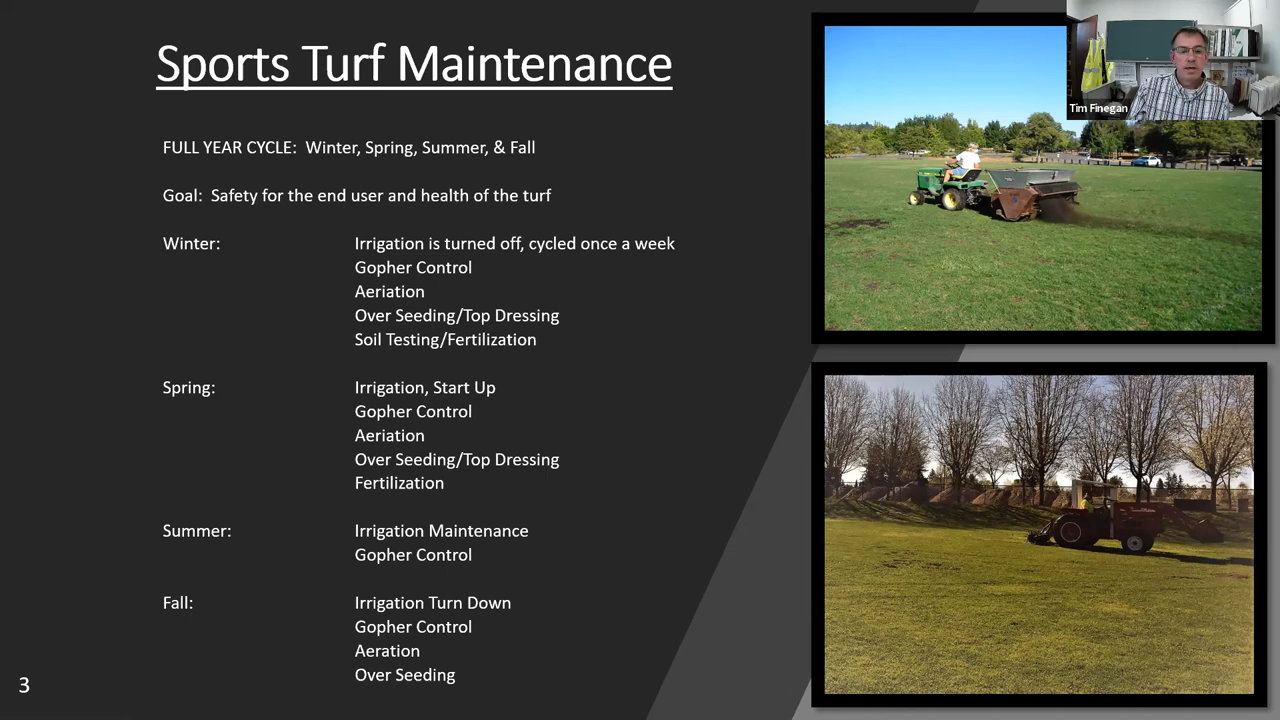 Sports Turf Maintenance
Tim Finegan
FULL YEAR CYCLE: Winter, Spring, Summer, & Fall
Goal: Safety for the end user and health of the turf
Winter: Irrigation is turned off, cycled once a week
Gopher Control
Aeriation
Over Seeding/Top Dressing
Soil Testing/Fertilization
Spring: Irrigation, Start Up
Gopher Control
Aeriation
Over Seeding/Top Dressing
Fertilization
Summer: Irrigation Maintenance
Gopher Control
Fall: Irrigation Turn Down
Gopher Control
Aeration
Over Seeding
3